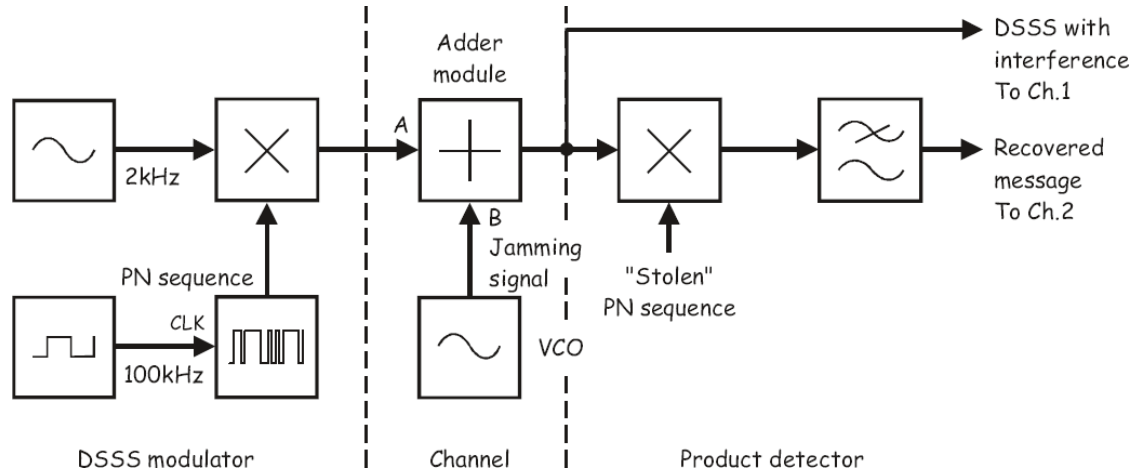 Adder
module
DSSS with
interference
To Ch.1
A
2kHz
Recovered
message
To Ch.2
B
Jamming
signal
PN sequence
"Stolen"
PN sequence
CLK
100kHz
VCO
DSSS modulator
Channel
Product detector